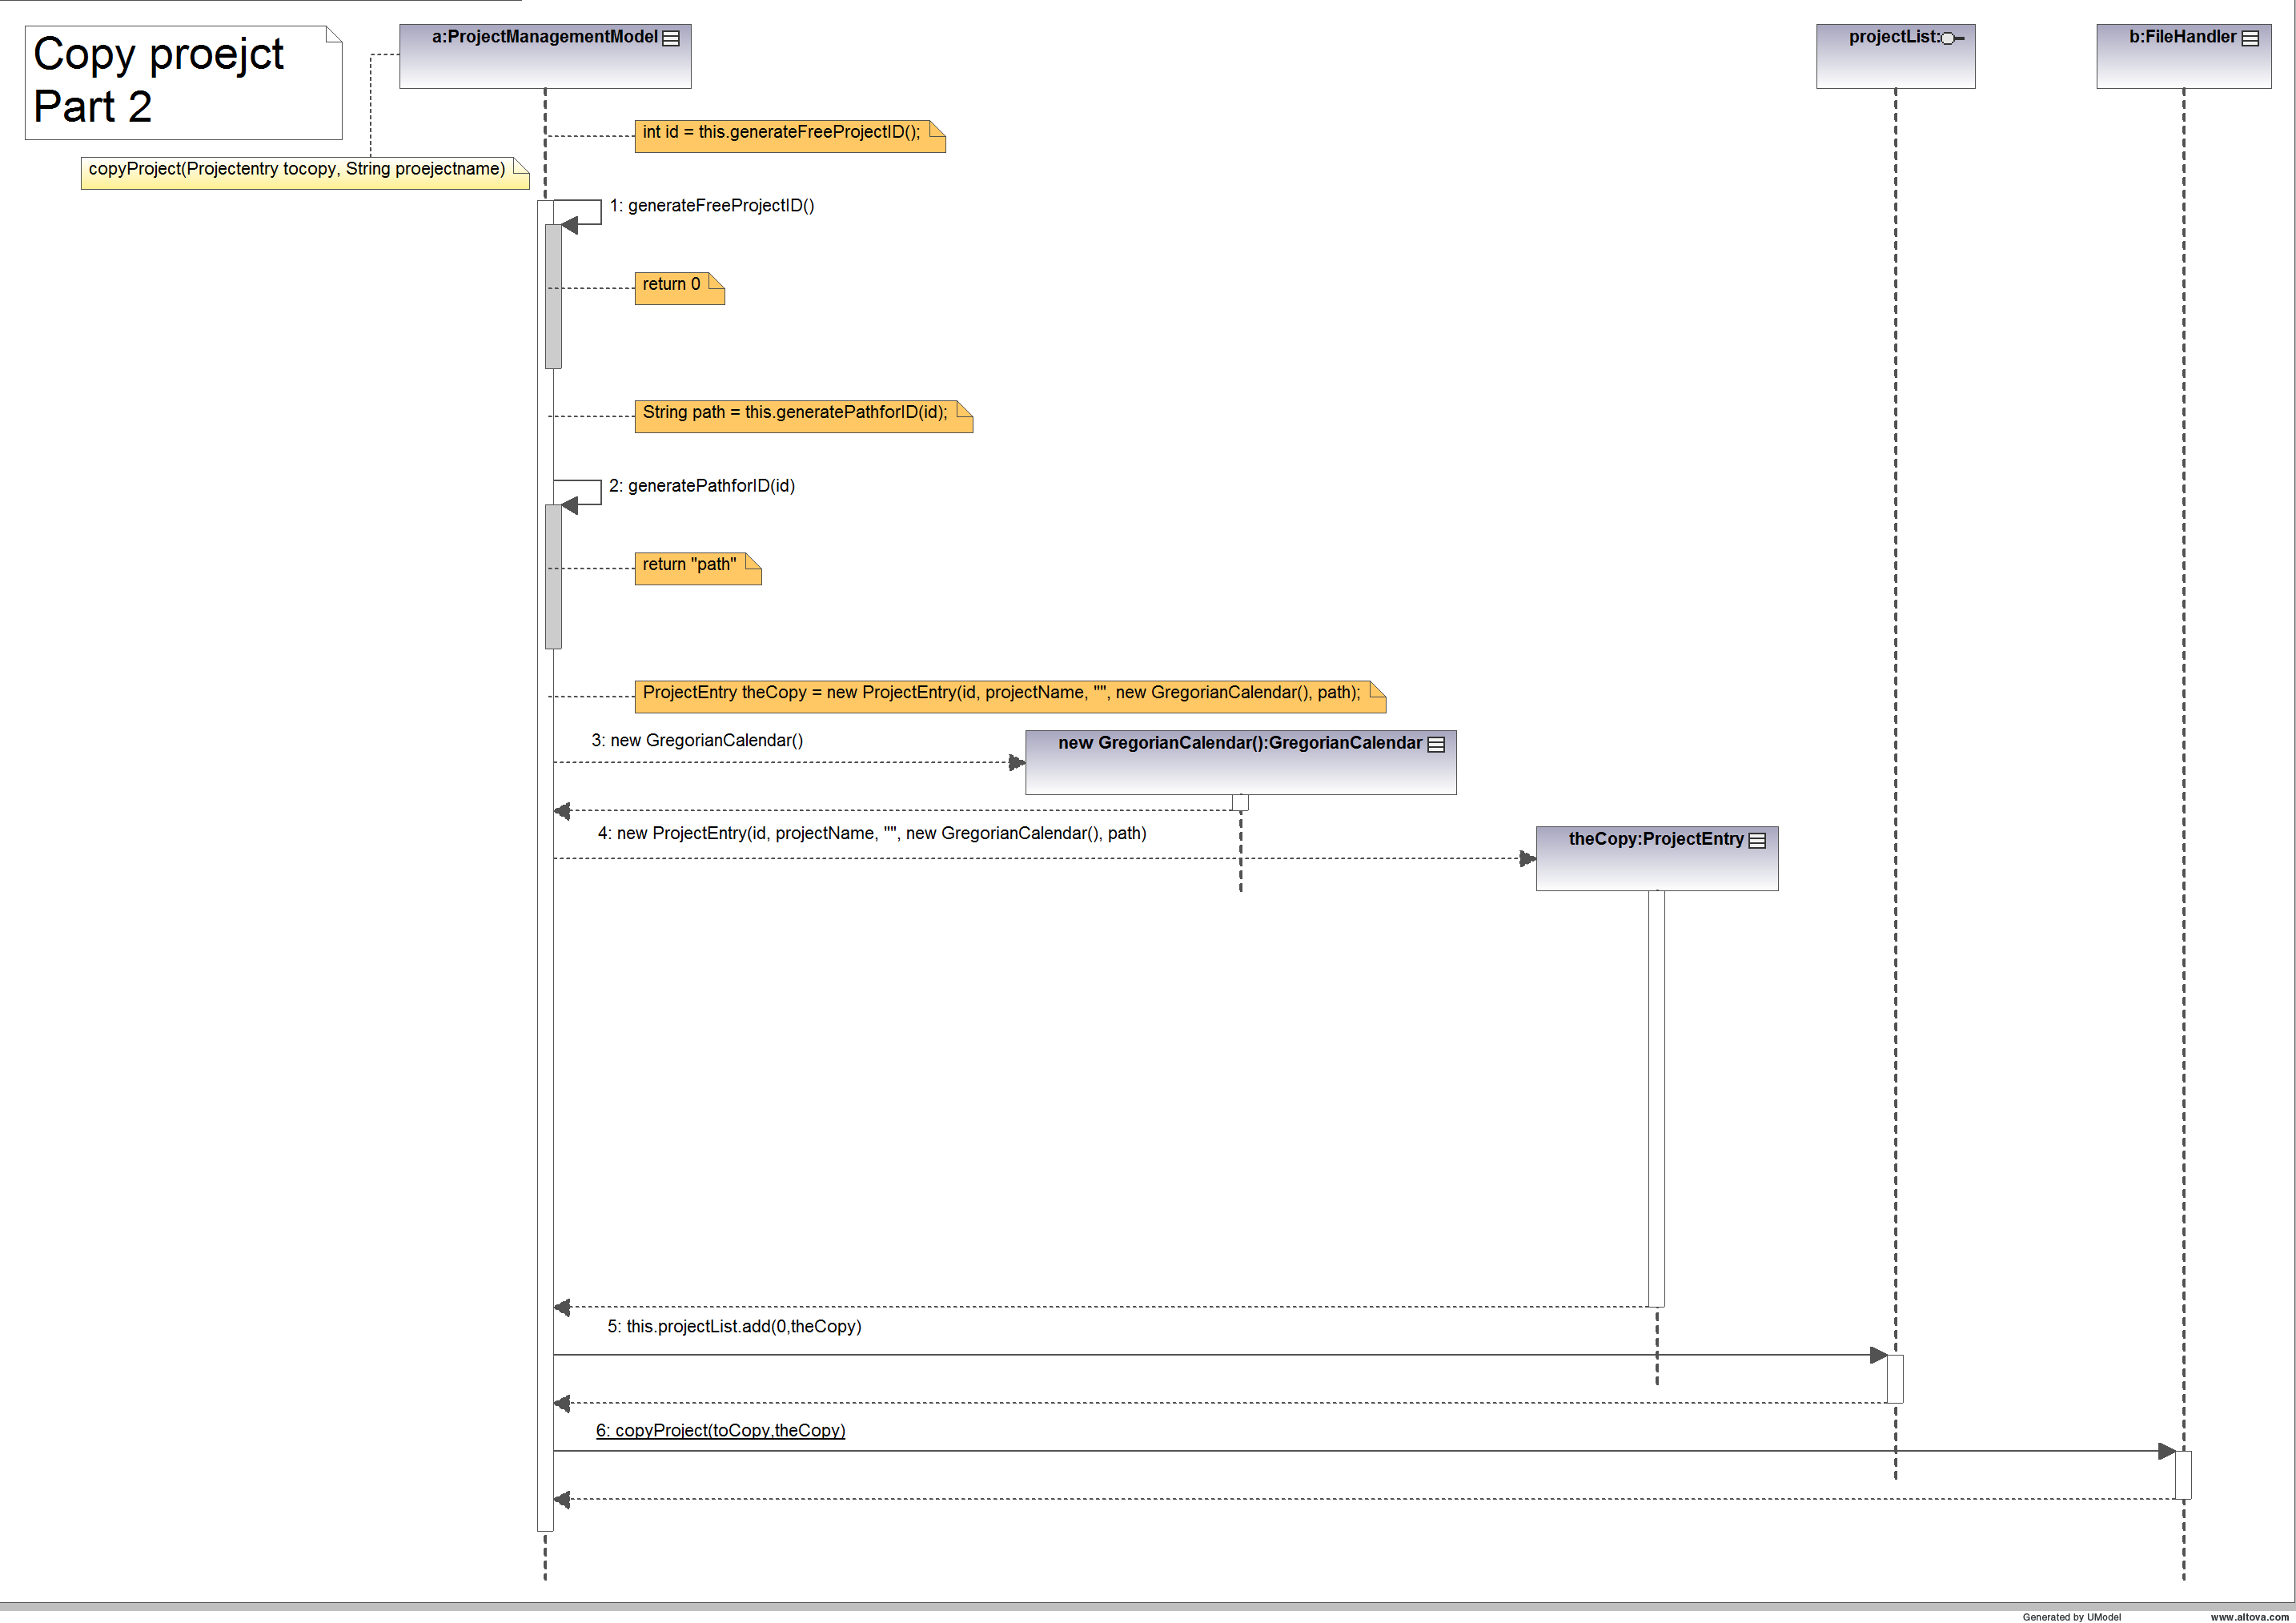 Copy proejct
Part 2
a:ProjectManagementModel
projectList:
b:FileHandler
int id = this.generateFreeProjectID();
copyProject(Projectentry tocopy, String proejectname)
1: generateFreeProjectID()
return 0
String path = this.generatePathforID(id);
2: generatePathforID(id)
return "path"
ProjectEntry theCopy = new ProjectEntry(id, projectName, "", new GregorianCalendar(), path);
3: new GregorianCalendar()
new GregorianCalendar():GregorianCalendar
4: new ProjectEntry(id, projectName, "", new GregorianCalendar(), path)
theCopy:ProjectEntry
5: this.projectList.add(0,theCopy)
6: copyProject(toCopy,theCopy)
Generated by UModel
www.altova.com